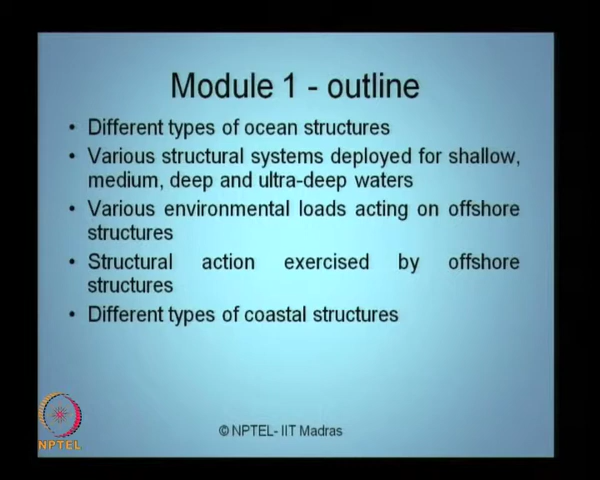 Module 1 - outline
• Different types of ocean structures
• Various structural systems deployed for shallow,
medium, deep and ultra-deep waters
• Various environmental loads acting on offshore
structures
• Structural action exercised by offshore
structures
• Different types of coastal structures
NPTEL
© NPTEL- IIT Madras